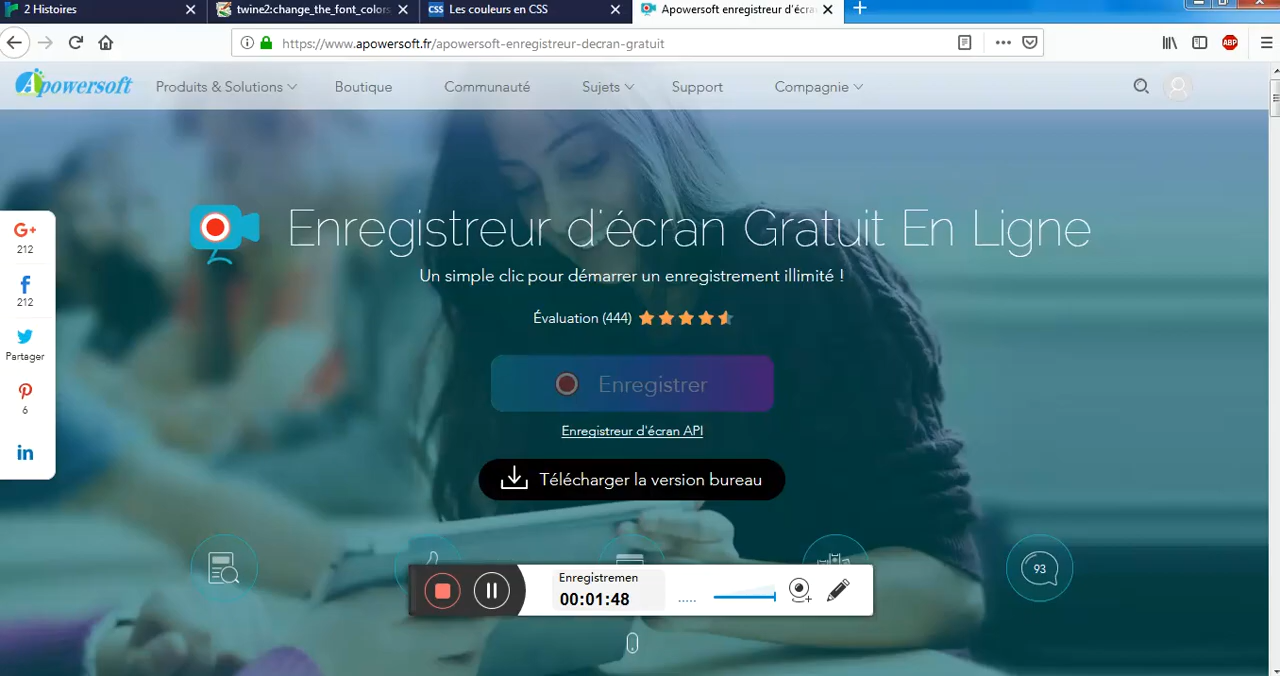 2 Histoires
twine2:change_the_font_colors
CSS Les couleurs en CSS
Apowersoft enregistreur d'écra
https://www.apowersoft.fr/apowersoft-enregistreur-decran-gratuit
ABP
Apowersoft Produits & Solutions Boutique Communauté Sujets Support Compagnie
Enregistreur d'écran Gratuit En Ligne
Un simple clic pour démarrer un enregistrement illimité !
Évaluation (444)
Enregistrer
Enregistreur d'écran API
Télécharger la version bureau
G+
212
f
212
Partager
6
in
93
Enregistremen
00:01:48